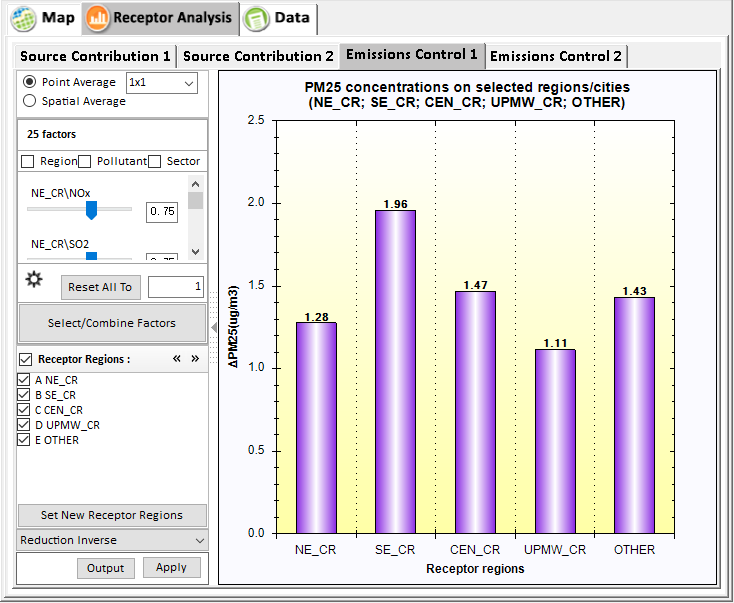 Map Receptor Analysis Data
Source Contribution 1 Source Contribution 2 Emissions Control 1 Emissions Control 2
Point Average 1x1
Spatial Average
25 factors
Region Pollutant Sector
NE_CR\NOx
0.75
NE_CR\SO2
0.75
Reset All To 1
Select/Combine Factors
Receptor Regions : « »
A NE_CR
B SE_CR
C CEN_CR
D UPMW_CR
E OTHER
Set New Receptor Regions
Reduction Inverse
Output Apply
PM25 concentrations on selected regions/cities
(NE_CR; SE_CR; CEN_CR; UPMW_CR; OTHER)
ΔPM25(ug/m3)
2.5
2.0
1.5
1.0
0.5
0.0
1.28
1.96
1.47
1.11
1.43
NE_CR SE_CR CEN_CR UPMW_CR OTHER
Receptor regions